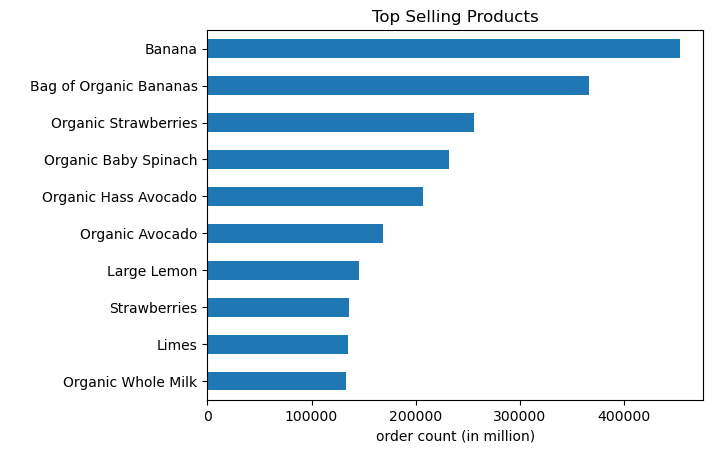 Top Selling Products
Banana
Bag of Organic Bananas
Organic Strawberries
Organic Baby Spinach
Organic Hass Avocado
Organic Avocado
Large Lemon
Strawberries
Limes
Organic Whole Milk
0 100000 200000 300000 400000
order count (in million)